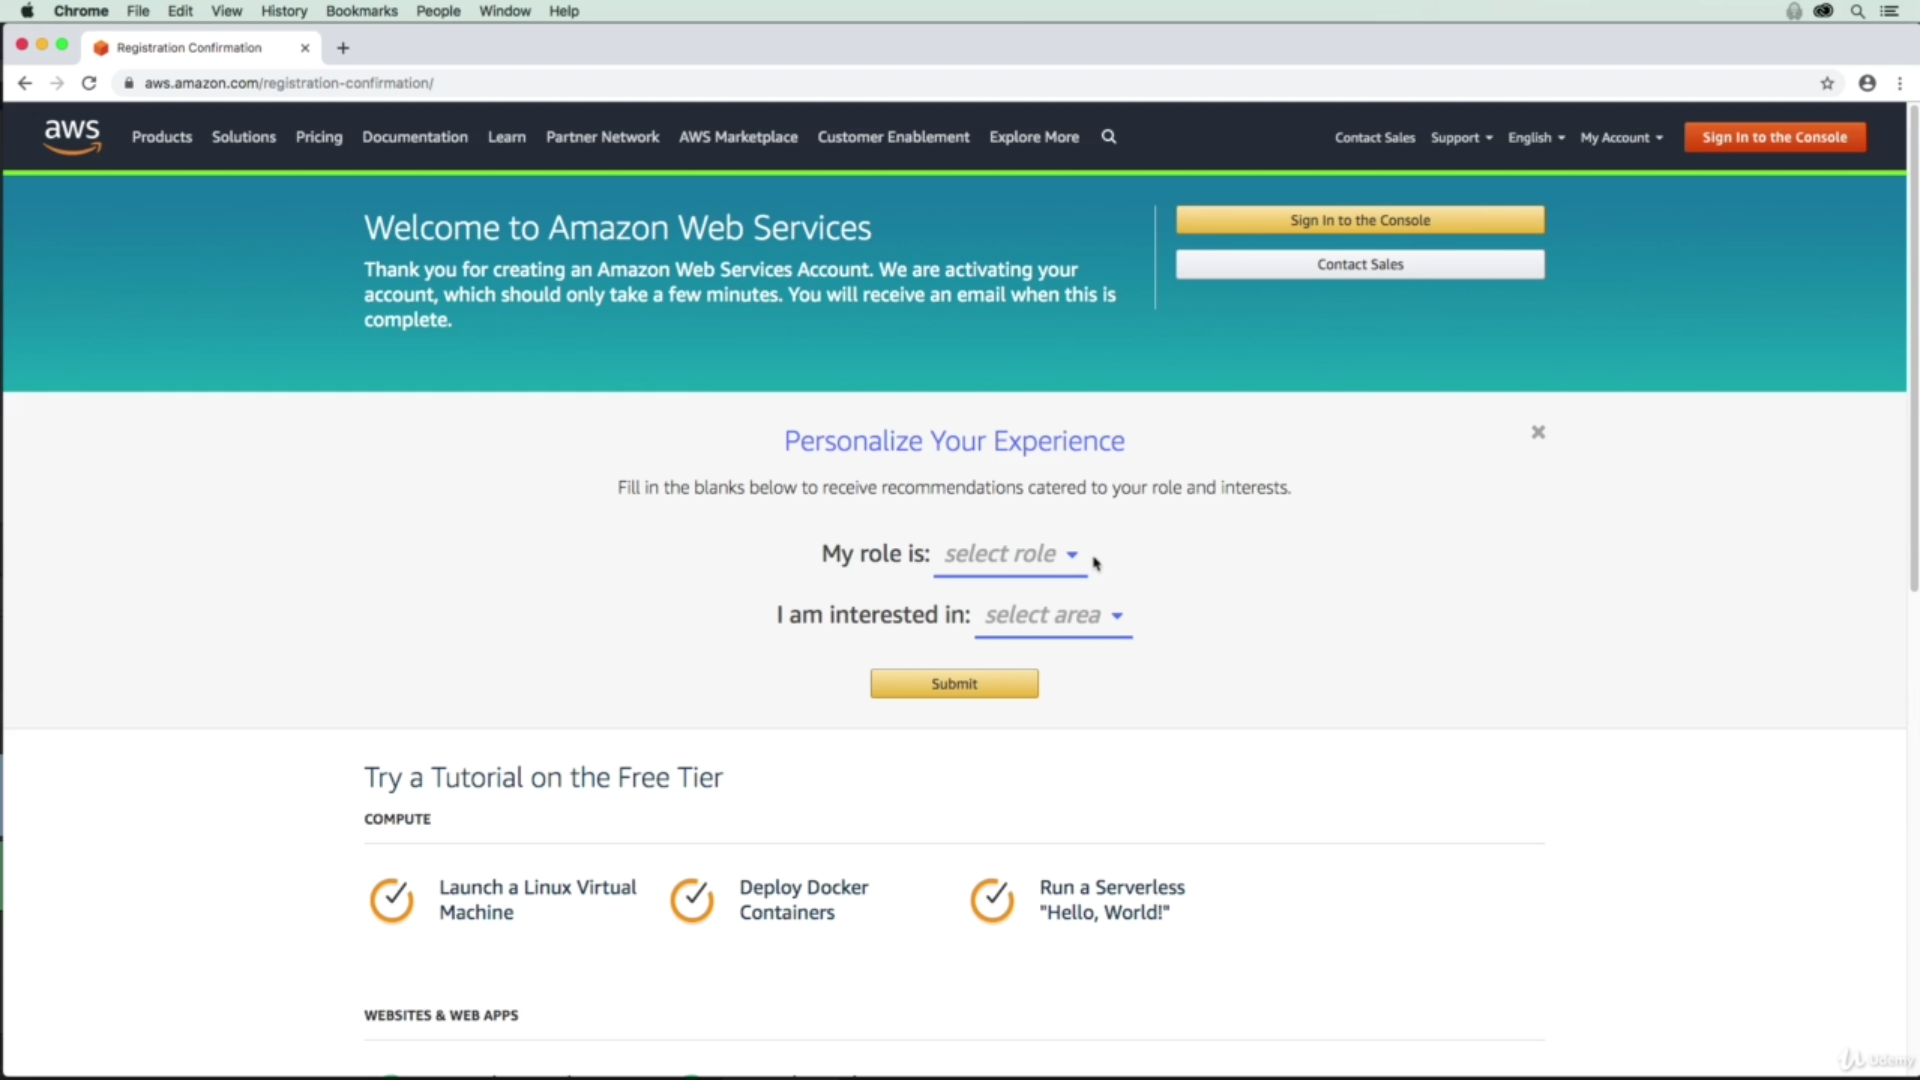 Chrome File Edit View History Bookmarks People Window Help
Registration Confirmation
aws.amazon.com/registration-confirmation/
aws Products Solutions Pricing Documentation Learn Partner Network AWS Marketplace Customer Enablement Explore More Contact Sales Support English My Account Sign In to the Console
Welcome to Amazon Web Services
Thank you for creating an Amazon Web Services Account. We are activating your
account, which should only take a few minutes. You will receive an email when this is
complete.
Sign In to the Console
Contact Sales
Personalize Your Experience
Fill in the blanks below to receive recommendations catered to your role and interests.
My role is: select role
I am interested in: select area
Submit
Try a Tutorial on the Free Tier
COMPUTE
Launch a Linux Virtual
Machine
Deploy Docker
Containers
Run a Serverless
"Hello, World!"
WEBSITES & WEB APPS
Udemy